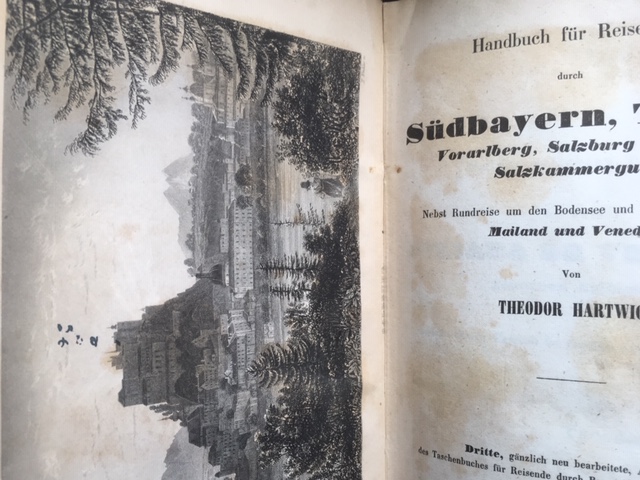 Handbuch für Reise
durch
Südbayern, T
Vorarlberg, Salzburg
Salzkammergu
Nebst Rundreise um den Bodensee und
Mailand und Vened
Von
THEODOR HARTWIG
Dritte, gänzlich neu bearbeitete,
des Taschenbuches für Reisende durch